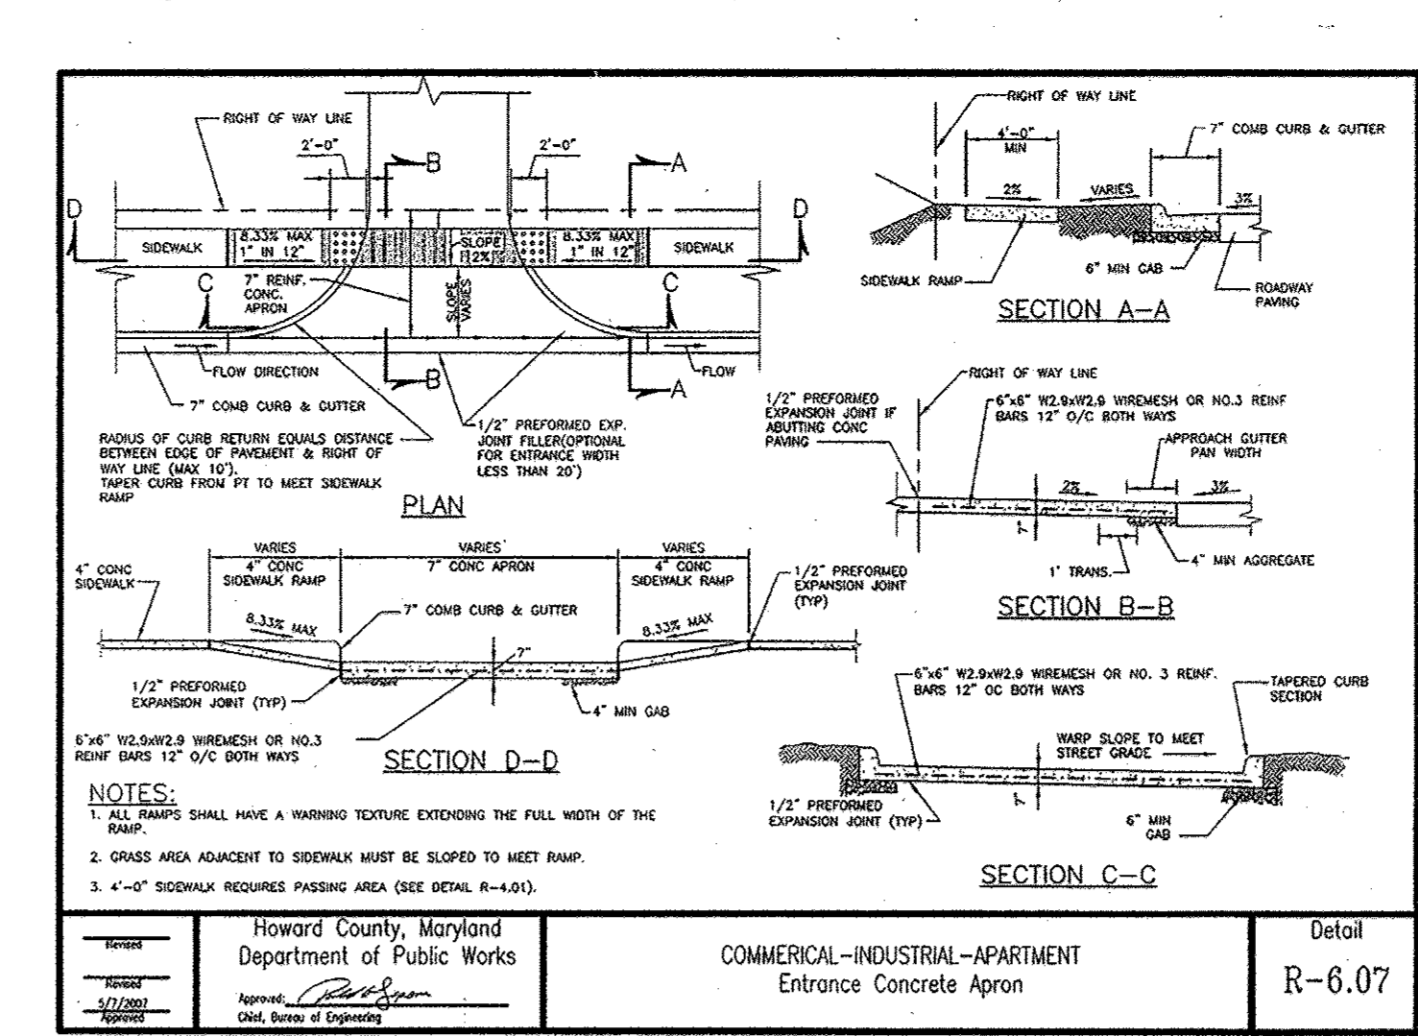 RIGHT OF WAY LINE
2'-0"
B
2'-0"
A
D
D
SIDEWALK
8.33% MAX
1" IN 12"
SLOPE
2%
8.33% MAX
1" IN 12"
SIDEWALK
C
7" REINF.
CONC.
APRON
SLOPE
VARIES
C
FLOW DIRECTION
B
A
FLOW
7" COMB CURB & GUTTER
RADIUS OF CURB RETURN EQUALS DISTANCE
BETWEEN EDGE OF PAVEMENT & RIGHT OF
WAY LINE (MAX 10').
TAPER CURB FROM PT TO MEET SIDEWALK
RAMP
1/2" PREFORMED EXP.
JOINT FILLER(OPTIONAL
FOR ENTRANCE WIDTH
LESS THAN 20')
PLAN
RIGHT OF WAY LINE
4'-0"
MIN
7" COMB CURB & GUTTER
2%
VARIES
3%
SIDEWALK RAMP
6" MIN GAB
ROADWAY
PAVING
SECTION A-A
RIGHT OF WAY LINE
1/2" PREFORMED
EXPANSION JOINT IF
ABUTTING CONC
PAVING
6"x6" W2.9xW2.9 WIREMESH OR NO.3 REINF
BARS 12" O/C BOTH WAYS
APPROACH GUTTER
PAN WIDTH
2%
3%
7"
1' TRANS.
4" MIN AGGREGATE
SECTION B-B
4" CONC
SIDEWALK
VARIES
4" CONC
SIDEWALK RAMP
VARIES
7" CONC APRON
VARIES
4" CONC
SIDEWALK RAMP
1/2" PREFORMED
EXPANSION JOINT
(TYP)
8.33% MAX
7" COMB CURB & GUTTER
8.33% MAX
7"
1/2" PREFORMED
EXPANSION JOINT (TYP)
4" MIN GAB
6"x6" W2.9xW2.9 WIREMESH OR NO.3
REINF BARS 12" O/C BOTH WAYS
SECTION D-D
6"x6" W2.9xW2.9 WIREMESH OR NO. 3 REINF.
BARS 12" OC BOTH WAYS
TAPERED CURB
SECTION
WARP SLOPE TO MEET
STREET GRADE
7"
1/2" PREFORMED
EXPANSION JOINT (TYP)
6" MIN
GAB
SECTION C-C
NOTES:
1. ALL RAMPS SHALL HAVE A WARNING TEXTURE EXTENDING THE FULL WIDTH OF THE
RAMP.
2. GRASS AREA ADJACENT TO SIDEWALK MUST BE SLOPED TO MEET RAMP.
3. 4'-0" SIDEWALK REQUIRES PASSING AREA (SEE DETAIL R-4.01).
Revised
Revised
5/7/2007
Approved
Howard County, Maryland
Department of Public Works
Approved:
Chief, Bureau of Engineering
COMMERICAL-INDUSTRIAL-APARTMENT
Entrance Concrete Apron
Detail
R-6.07